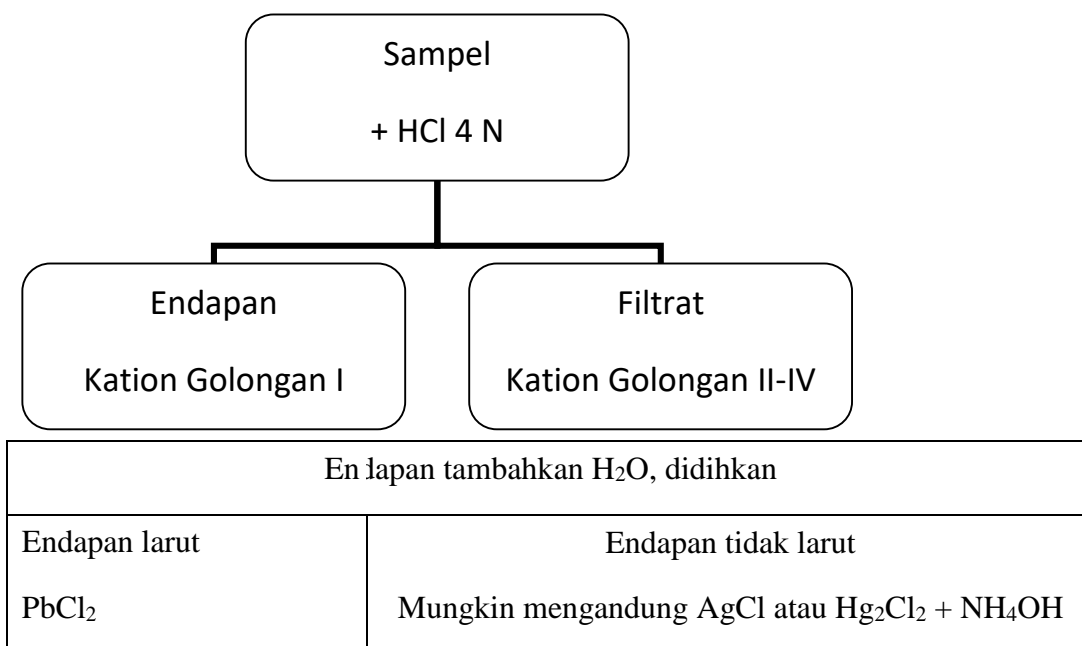 Sampel
+ HCl 4 N
Endapan
Kation Golongan I
Filtrat
Kation Golongan II-IV
Endapan tambahkan H₂O, didihkan
Endapan larut
PbCl₂
Endapan tidak larut
Mungkin mengandung AgCl atau Hg₂Cl₂ + NH₄OH